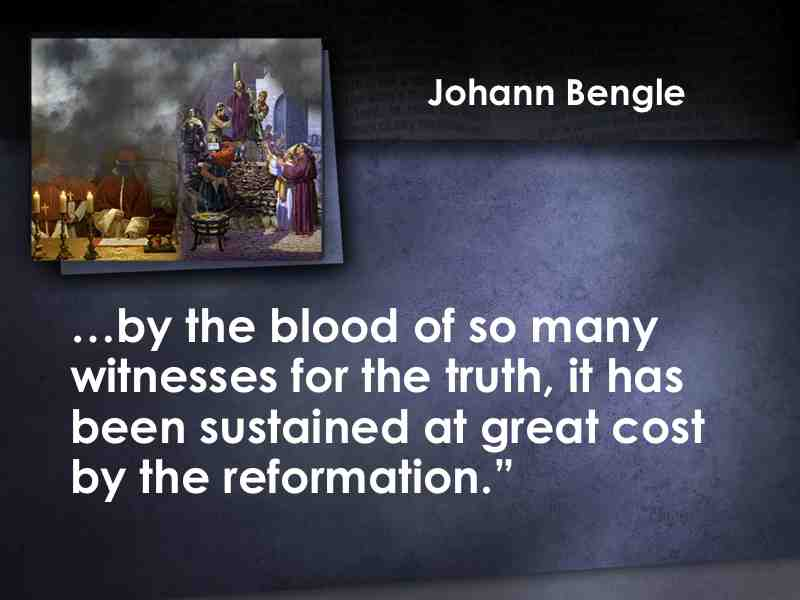 Johann Bengle
…by the blood of so many
witnesses for the truth, it has
been sustained at great cost
by the reformation.”